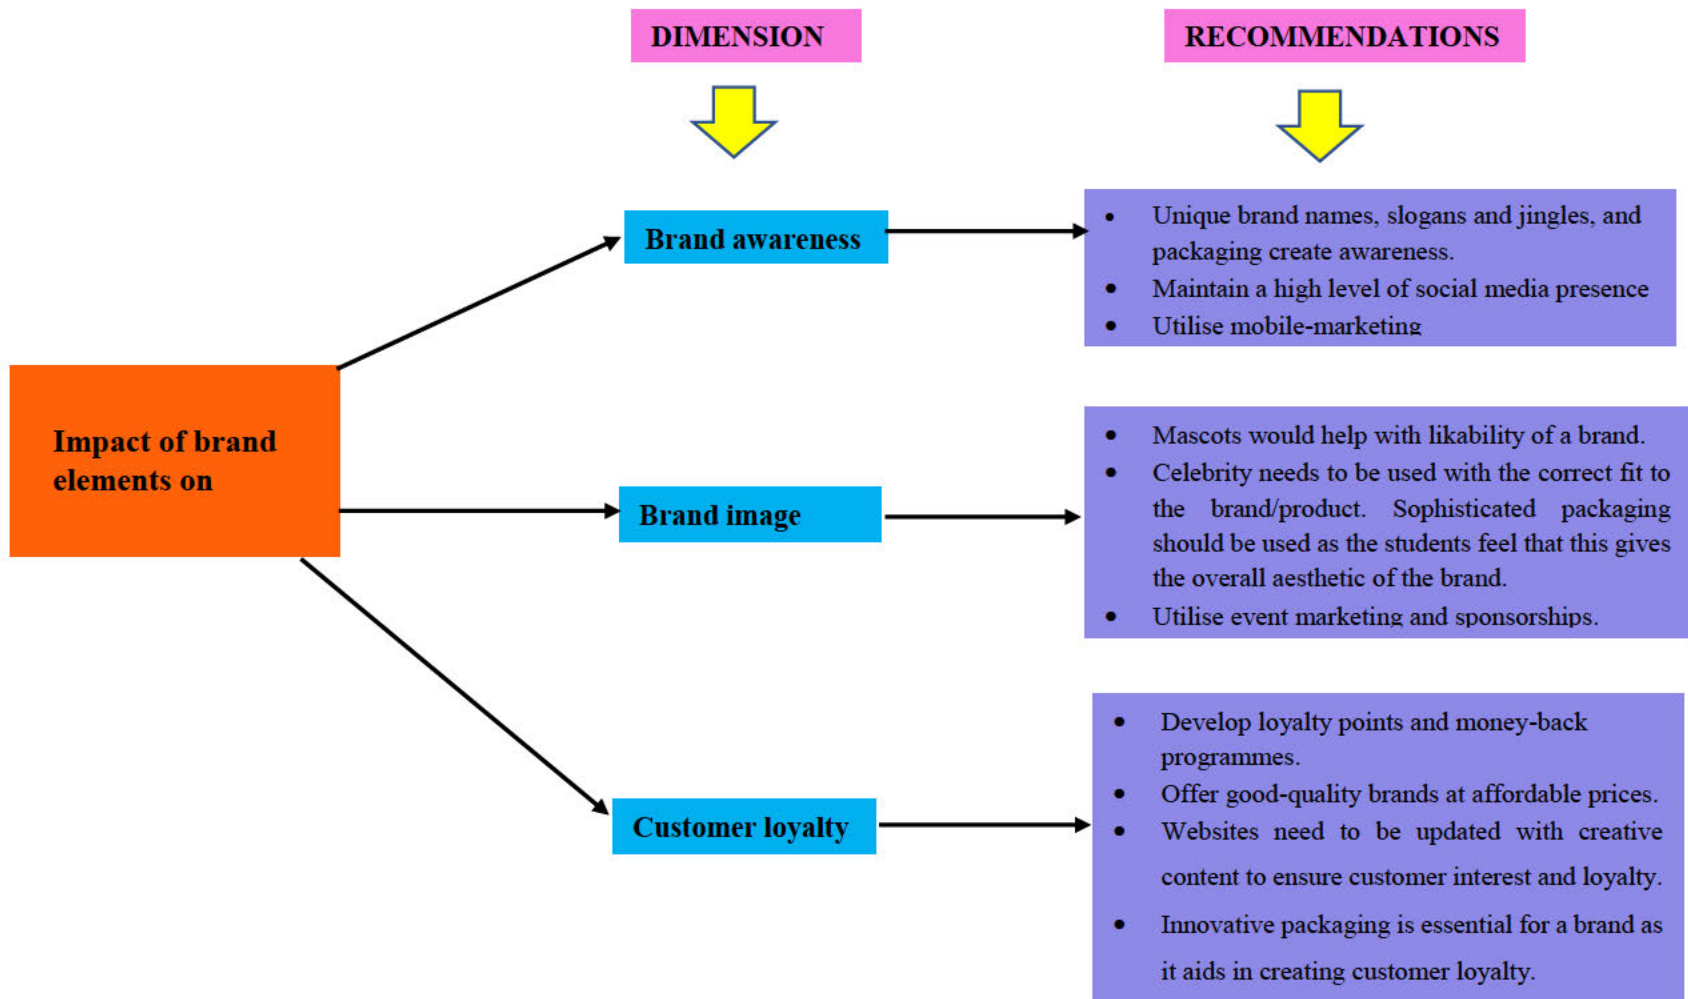 DIMENSION
RECOMMENDATIONS
Impact of brand
elements on
Brand awareness
• Unique brand names, slogans and jingles, and
packaging create awareness.
• Maintain a high level of social media presence
• Utilise mobile-marketing
Brand image
• Mascots would help with likability of a brand.
• Celebrity needs to be used with the correct fit to
the brand/product. Sophisticated packaging
should be used as the students feel that this gives
the overall aesthetic of the brand.
• Utilise event marketing and sponsorships.
Customer loyalty
• Develop loyalty points and money-back
programmes.
• Offer good-quality brands at affordable prices.
• Websites need to be updated with creative
content to ensure customer interest and loyalty.
• Innovative packaging is essential for a brand as
it aids in creating customer loyalty.